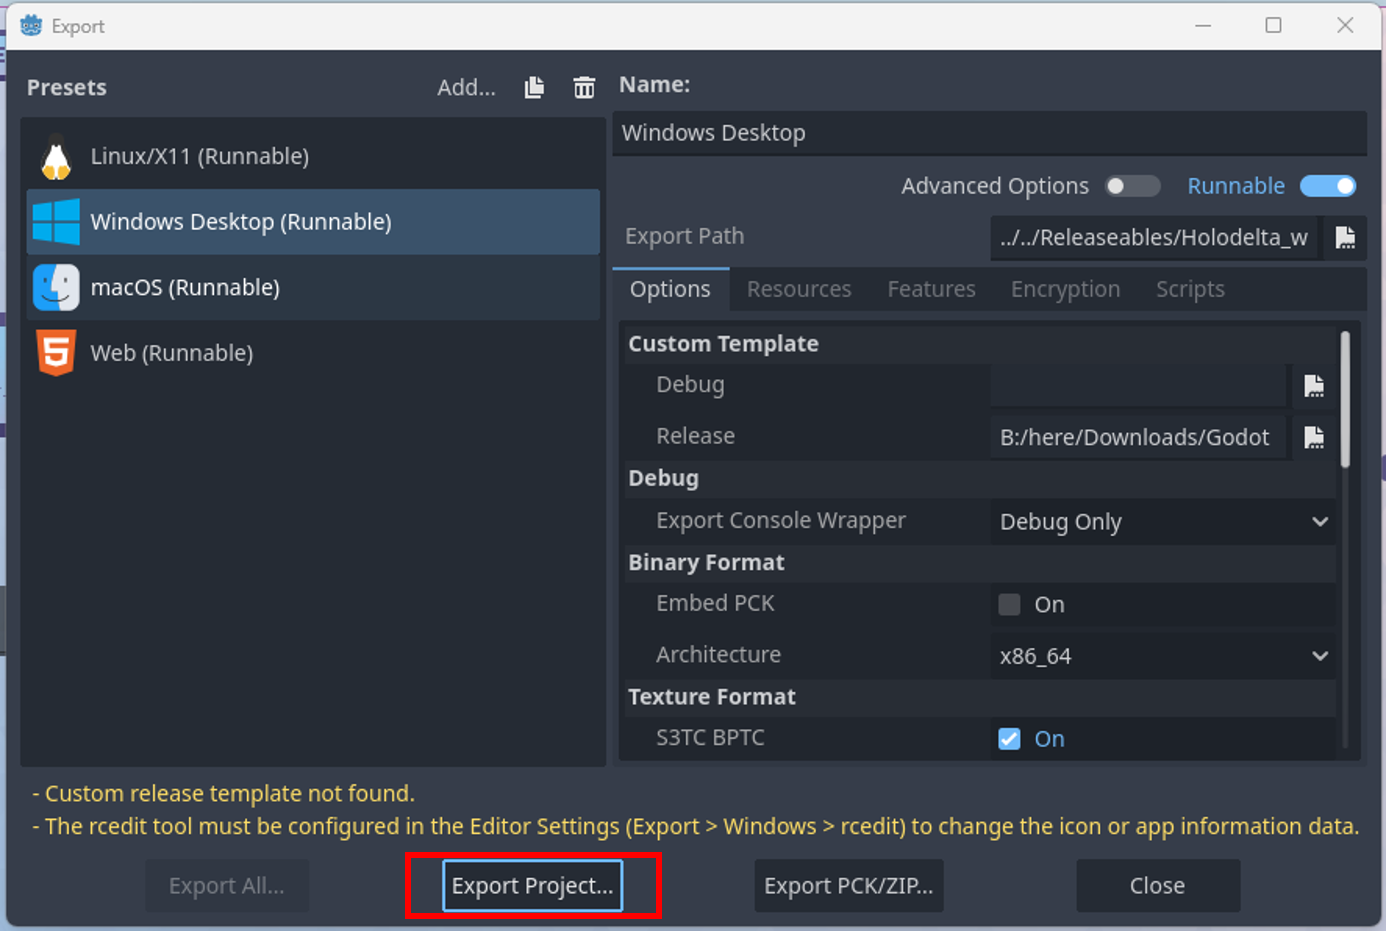 Export
Presets
Add...
Name:
Windows Desktop
Linux/X11 (Runnable)
Windows Desktop (Runnable)
macOS (Runnable)
Web (Runnable)
Advanced Options
Runnable
Export Path
../../Releaseables/Holodelta_w
Options Resources Features Encryption Scripts
Custom Template
Debug
Release B:/here/Downloads/Godot
Debug
Export Console Wrapper Debug Only
Binary Format
Embed PCK On
Architecture x86_64
Texture Format
S3TC BPTC On
- Custom release template not found.
- The rcedit tool must be configured in the Editor Settings (Export > Windows > rcedit) to change the icon or app information data.
Export All... Export Project... Export PCK/ZIP... Close